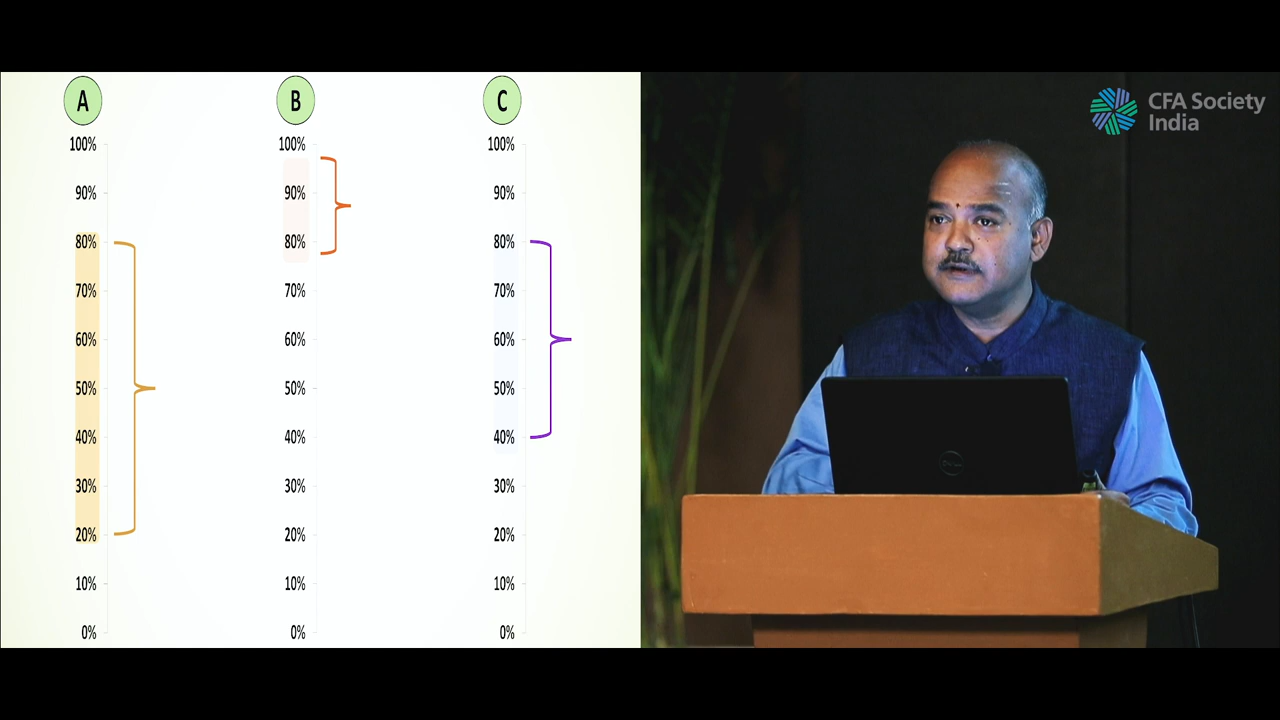 A B C
100% 100% 100%
90% 90% 90%
80% 80% 80%
70% 70% 70%
60% 60% 60%
50% 50% 50%
40% 40% 40%
30% 30% 30%
20% 20% 20%
10% 10% 10%
0% 0% 0%
CFA Society
India